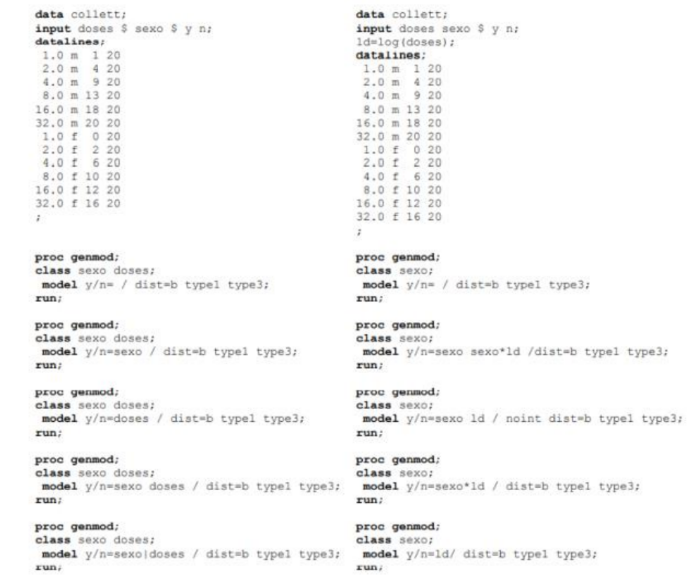 data collett;
input doses $ sexo $ y n;
datalines;
1.0 m 1 20
2.0 m 4 20
4.0 m 9 20
8.0 m 13 20
16.0 m 18 20
32.0 m 20 20
1.0 f 0 20
2.0 f 2 20
4.0 f 6 20
8.0 f 10 20
16.0 f 12 20
32.0 f 16 20
;
proc genmod;
class sexo doses;
model y/n= / dist=b type1 type3;
run;
proc genmod;
class sexo doses;
model y/n=sexo / dist=b type1 type3;
run;
proc genmod;
class sexo doses;
model y/n=doses / dist=b type1 type3;
run;
proc genmod;
class sexo doses;
model y/n=sexo doses / dist=b type1 type3;
run;
proc genmod;
class sexo doses;
model y/n=sexo|doses / dist=b type1 type3;
run;
data collett;
input doses sexo $ y n;
ld=log(doses);
datalines;
1.0 m 1 20
2.0 m 4 20
4.0 m 9 20
8.0 m 13 20
16.0 m 18 20
32.0 m 20 20
1.0 f 0 20
2.0 f 2 20
4.0 f 6 20
8.0 f 10 20
16.0 f 12 20
32.0 f 16 20
;
proc genmod;
class sexo;
model y/n= / dist=b type1 type3;
run;
proc genmod;
class sexo;
model y/n=sexo sexo*ld /dist=b type1 type3;
run;
proc genmod;
class sexo;
model y/n=sexo ld / noint dist=b type1 type3;
run;
proc genmod;
class sexo;
model y/n=sexo*ld / dist=b type1 type3;
run;
proc genmod;
class sexo;
model y/n=ld/ dist=b type1 type3;
run;